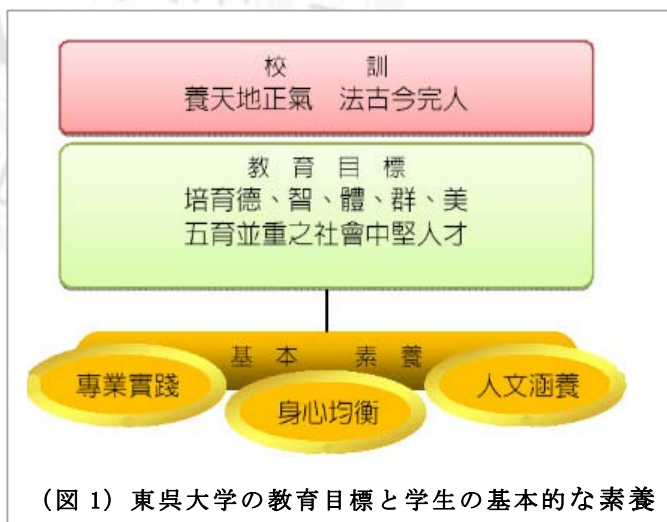 校 訓
養天地正氣 法古今完人
教 育 目 標
培育德、智、體、群、美
五育並重之社會中堅人才
基 本 素 養
專業實踐
身心均衡
人文涵養
(図 1) 東呉大学の教育目標と学生の基本的な素養